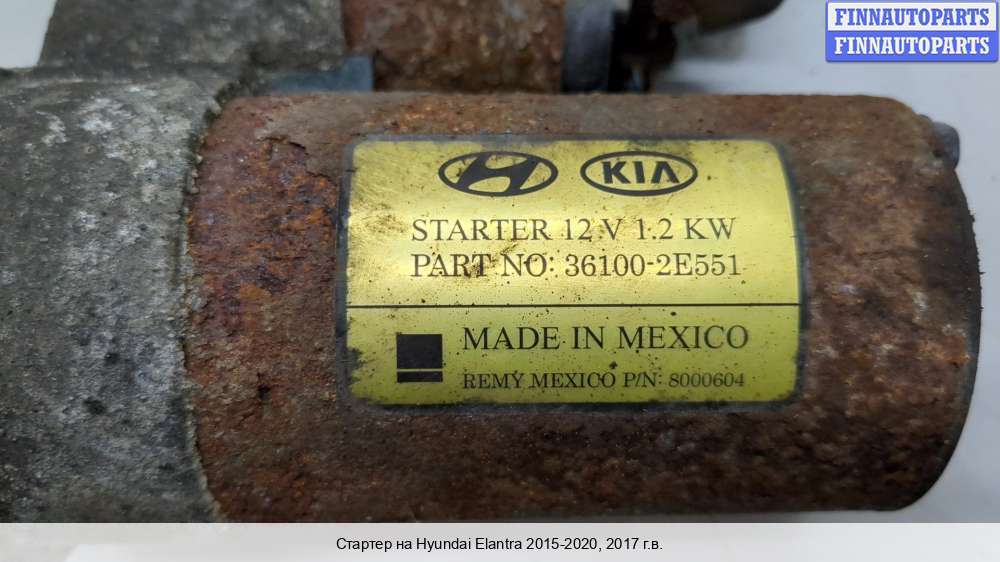 FINNAUTOPARTS
FINNAUTOPARTS
KIA
STARTER 12 V 1.2 KW
PART NO: 36100-2E551
MADE IN MEXICO
REMY MEXICO P/N: 8000604
Стартер на Hyundai Elantra 2015-2020, 2017 г.в.